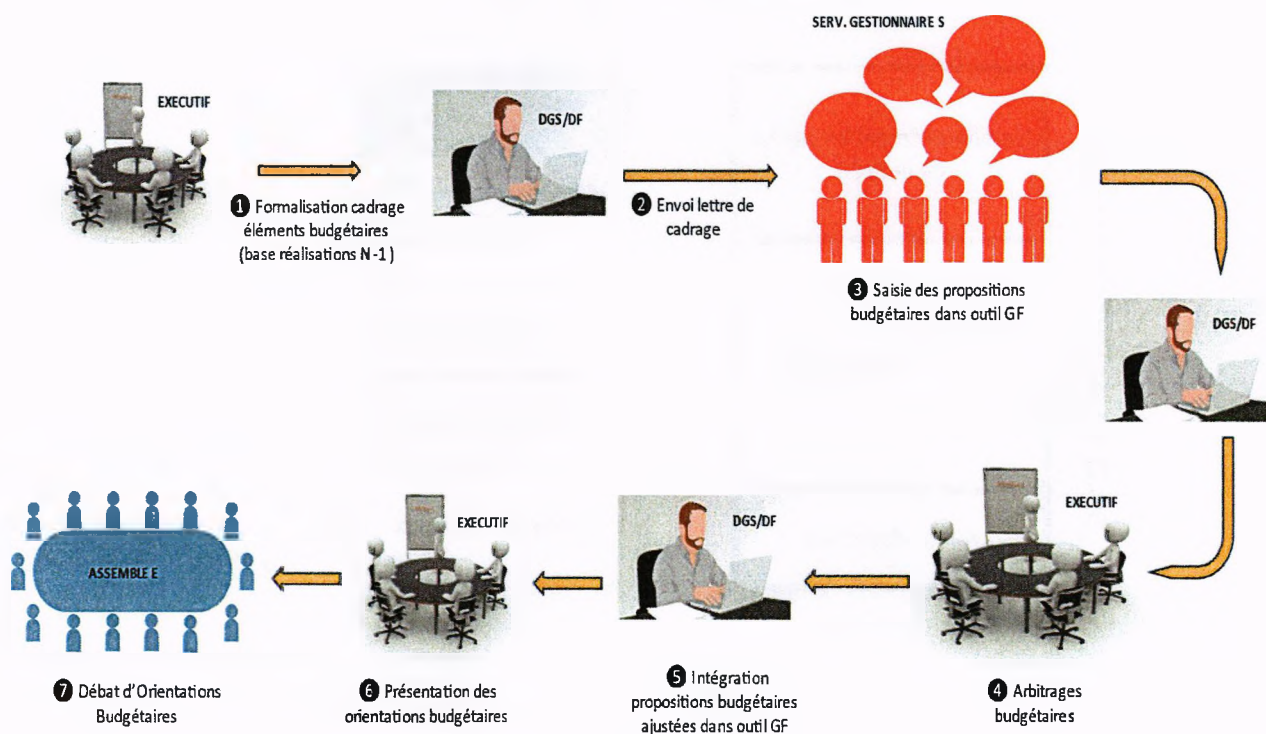 EXECUTIF
❶ Formalisation cadrage
éléments budgétaires
(base réalisations N-1)
DGS/DF
❷ Envoi lettre de
cadrage
SERV. GESTIONNAIRE S
❸ Saisie des propositions
budgétaires dans outil GF
DGS/DF
EXECUTIF
❹ Arbitrages
budgétaires
DGS/DF
❺ Intégration
propositions budgétaires
ajustées dans outil GF
EXECUTIF
❻ Présentation des
orientations budgétaires
ASSEMBLE E
❼ Débat d'Orientations
Budgétaires